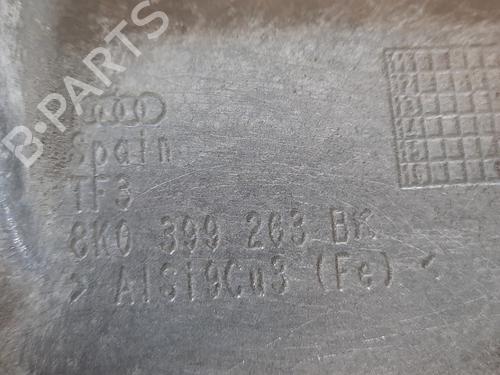 B-PARTS
Spain
TF3
8K0 399 263 BK
> AlSi9Cu3 (Fe) <